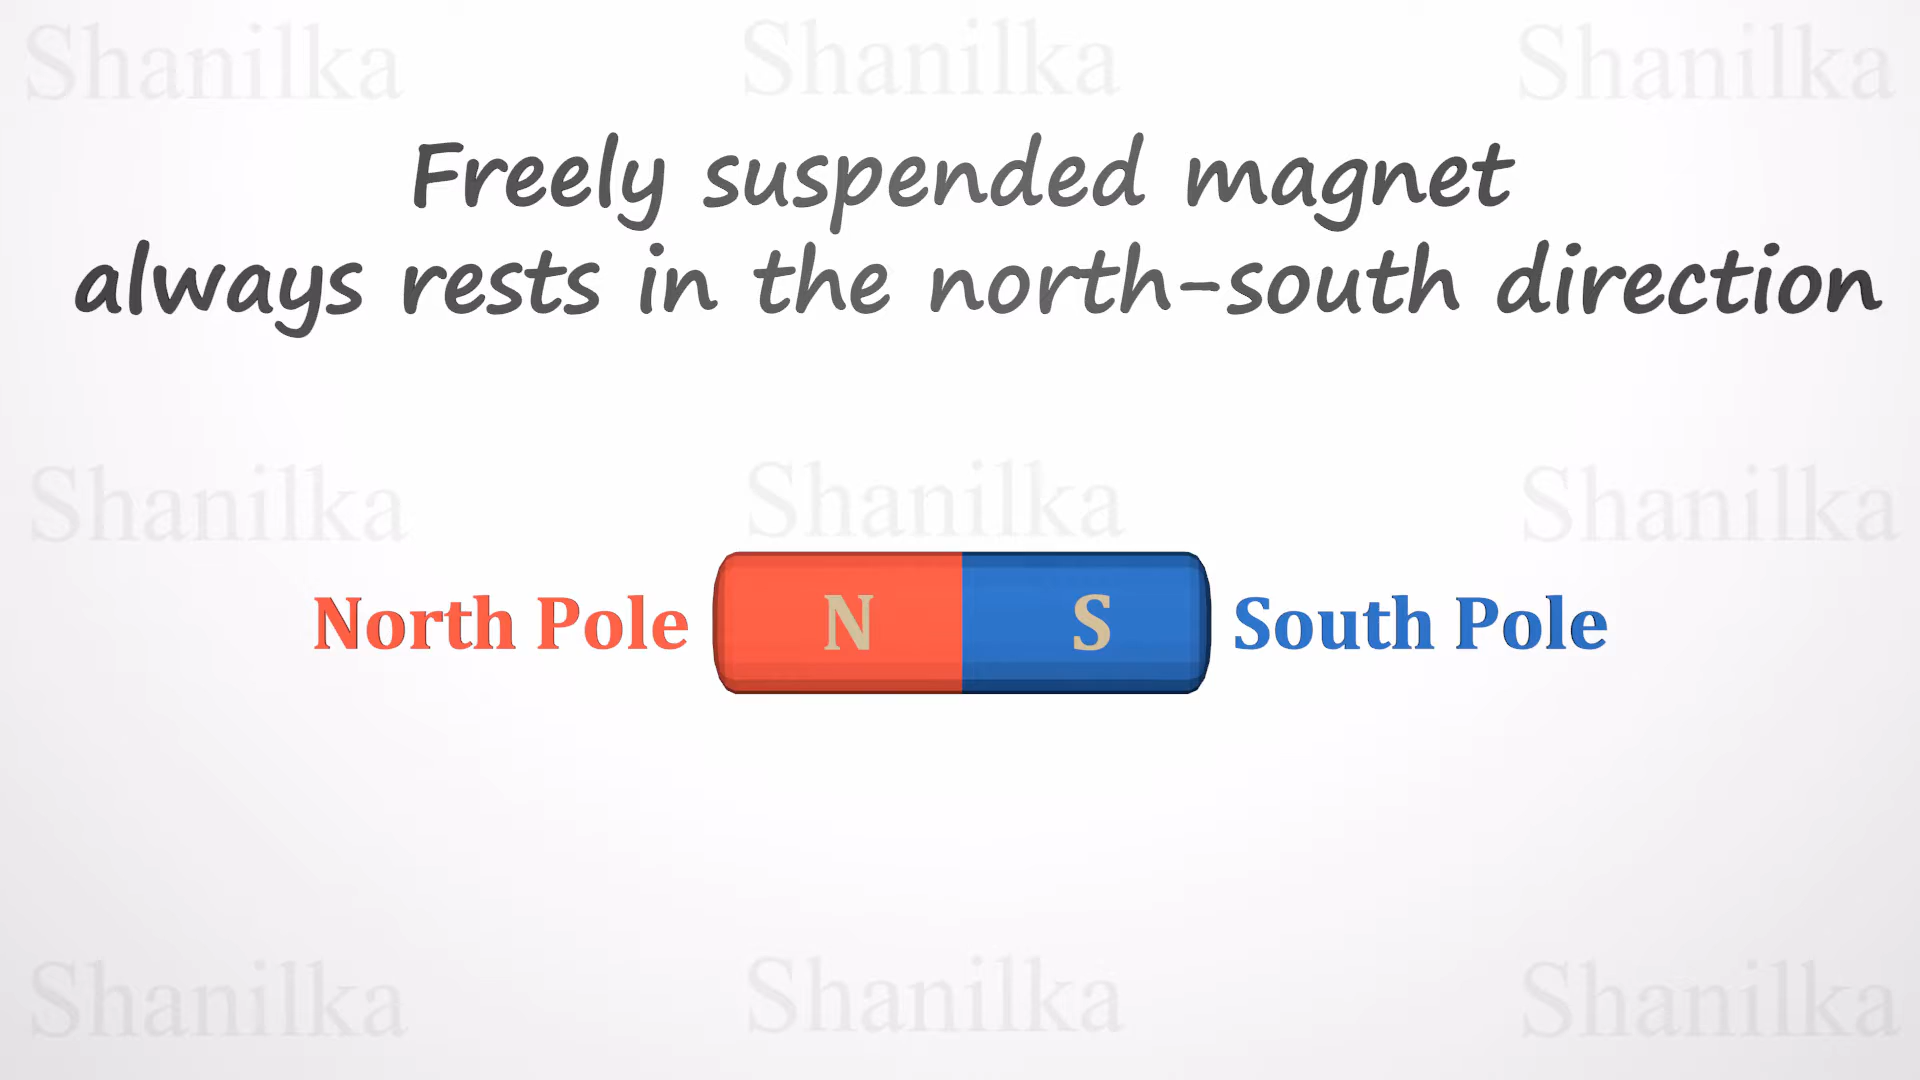 Shanilka Shanilka Shanilka
Freely suspended magnet
always rests in the north-south direction
Shanilka Shanilka Shanilka
North Pole N S South Pole
Shanilka Shanilka Shanilka